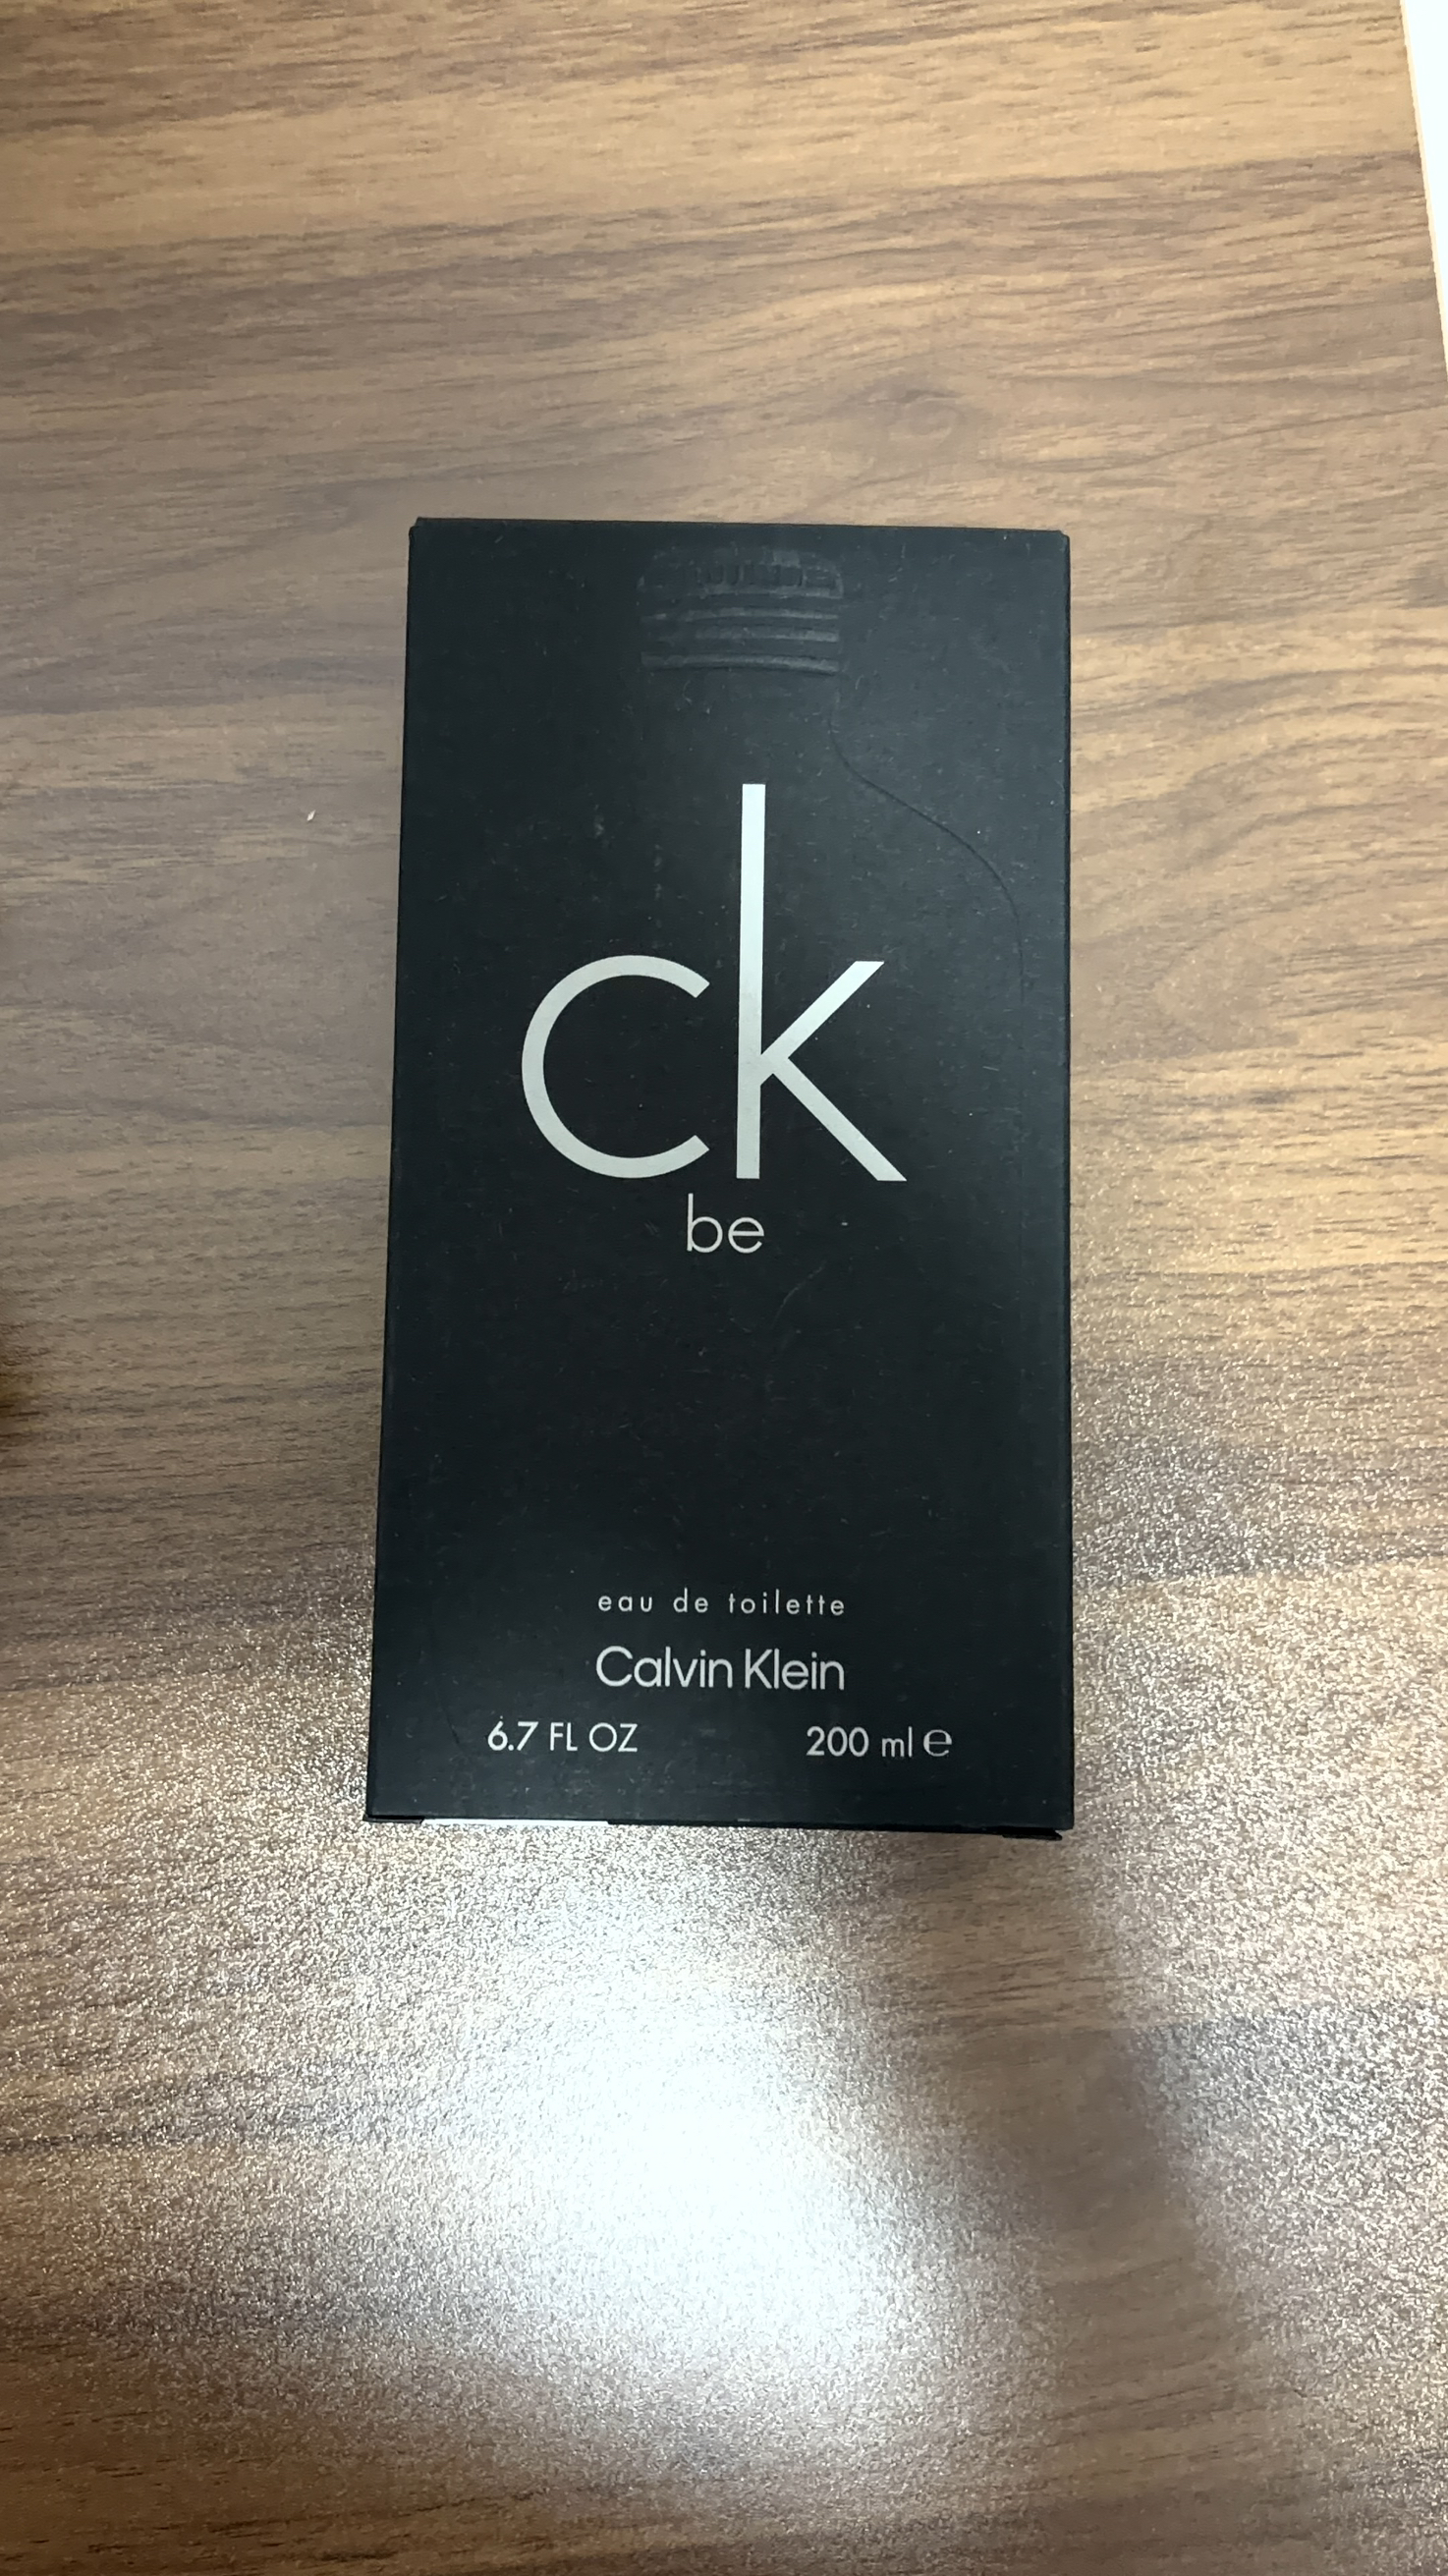 ck
be
eau de toilette
Calvin Klein
6.7 FL OZ 200 ml ℮